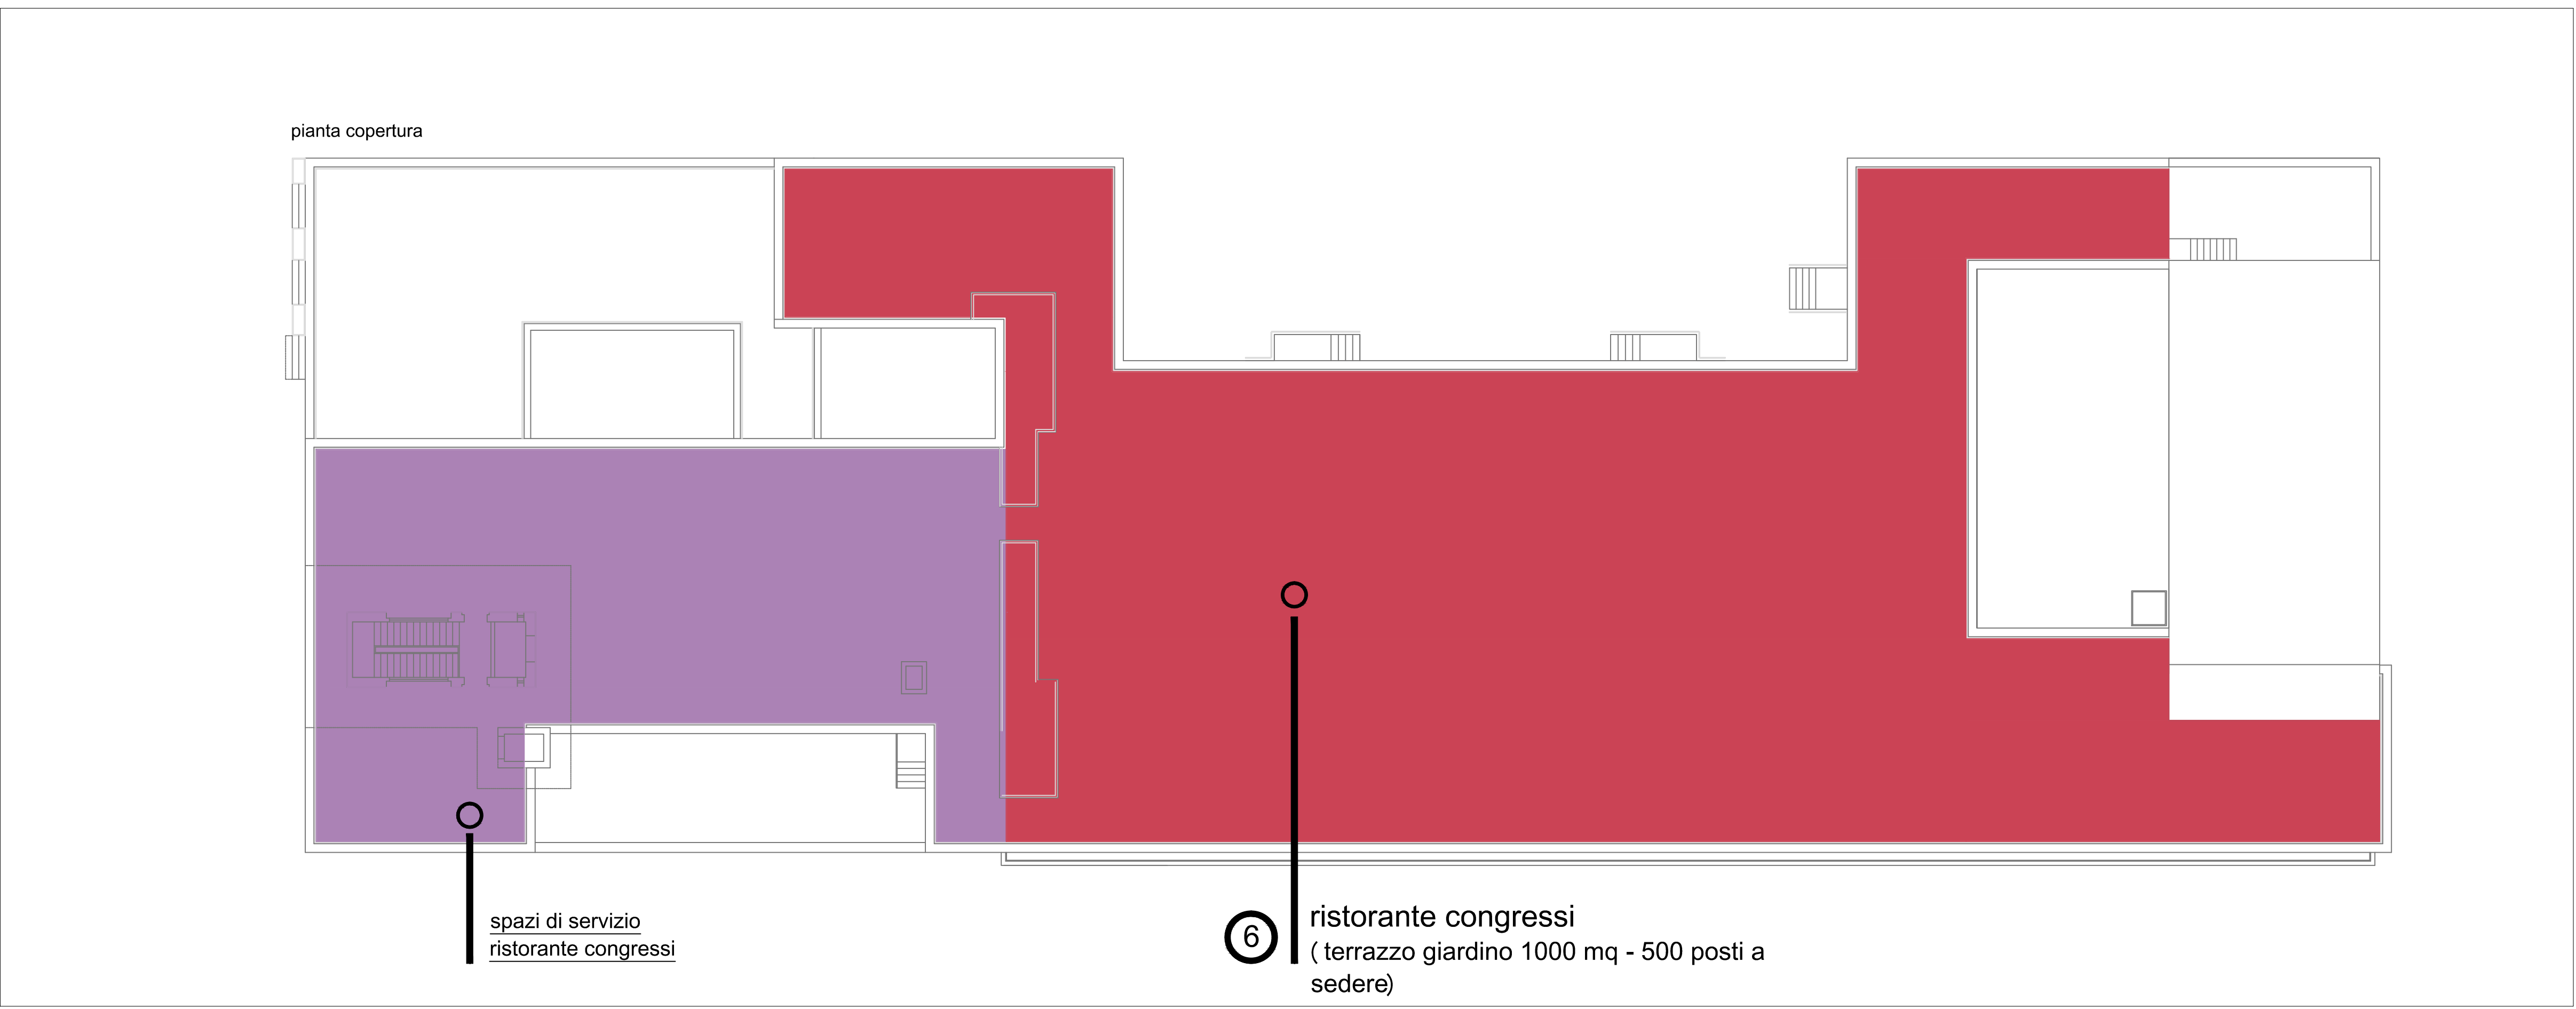 pianta copertura
spazi di servizio
ristorante congressi
6
ristorante congressi
( terrazzo giardino 1000 mq - 500 posti a
sedere)